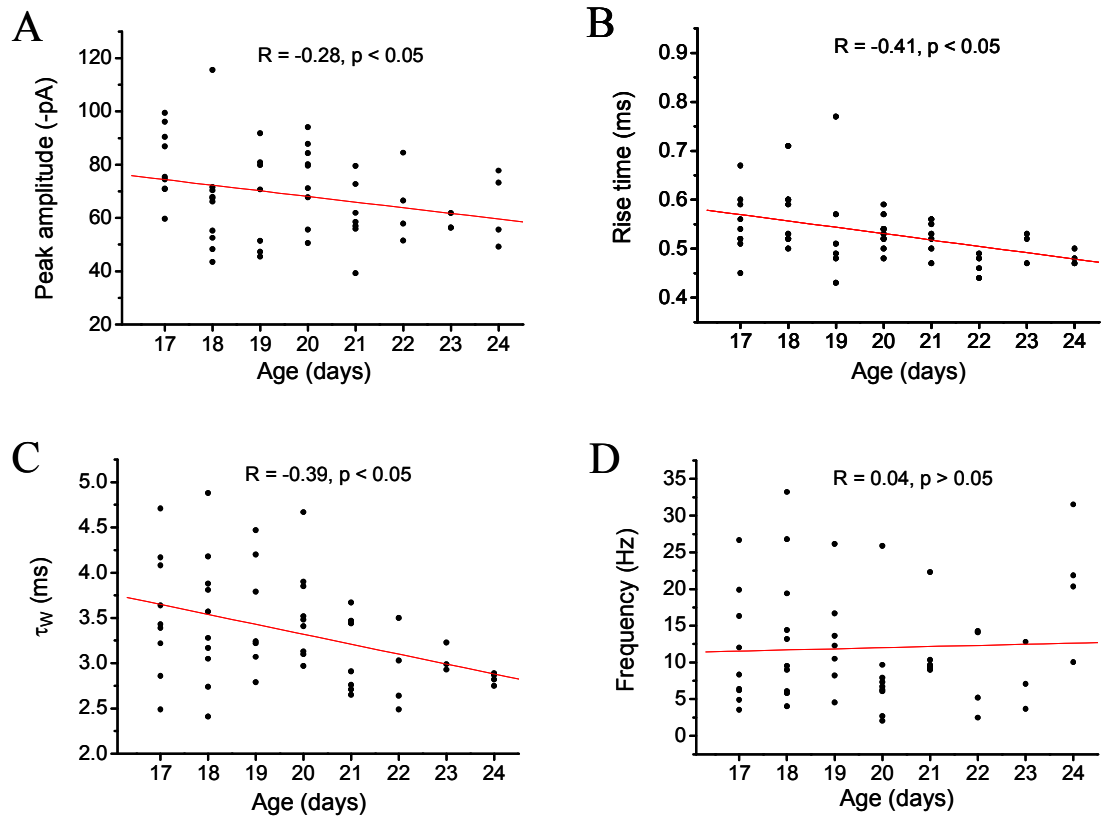 A
R = -0.28, p < 0.05
Peak amplitude (-pA)
120
100
80
60
40
20
17 18 19 20 21 22 23 24
Age (days)
B
R = -0.41, p < 0.05
Rise time (ms)
0.9
0.8
0.7
0.6
0.5
0.4
17 18 19 20 21 22 23 24
Age (days)
C
R = -0.39, p < 0.05
τW (ms)
5.0
4.5
4.0
3.5
3.0
2.5
2.0
17 18 19 20 21 22 23 24
Age (days)
D
R = 0.04, p > 0.05
Frequency (Hz)
35
30
25
20
15
10
5
0
17 18 19 20 21 22 23 24
Age (days)